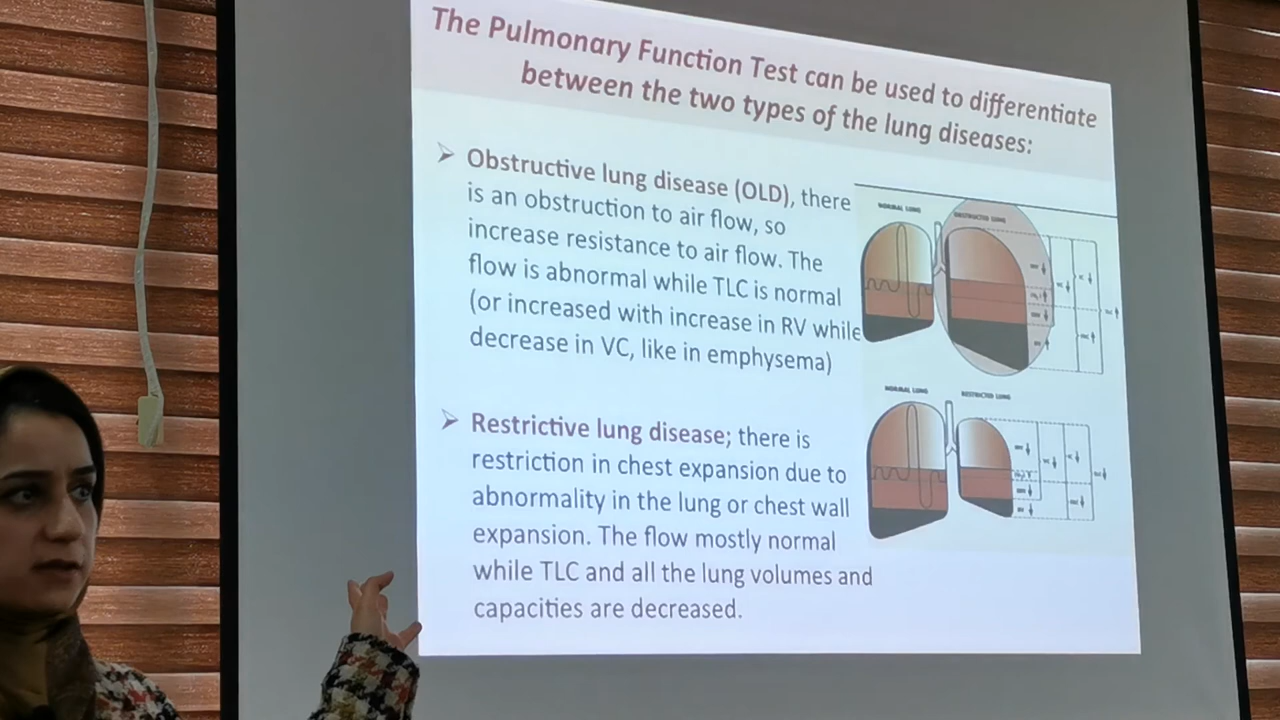 The Pulmonary Function Test can be used to differentiate
between the two types of the lung diseases:
➢ Obstructive lung disease (OLD), there
is an obstruction to air flow, so
increase resistance to air flow. The
flow is abnormal while TLC is normal
(or increased with increase in RV while
decrease in VC, like in emphysema)
NORMAL LUNG
OBSTRUCTED LUNG
➢ Restrictive lung disease; there is
restriction in chest expansion due to
abnormality in the lung or chest wall
expansion. The flow mostly normal
while TLC and all the lung volumes and
capacities are decreased.
NORMAL LUNG
RESTRICTED LUNG